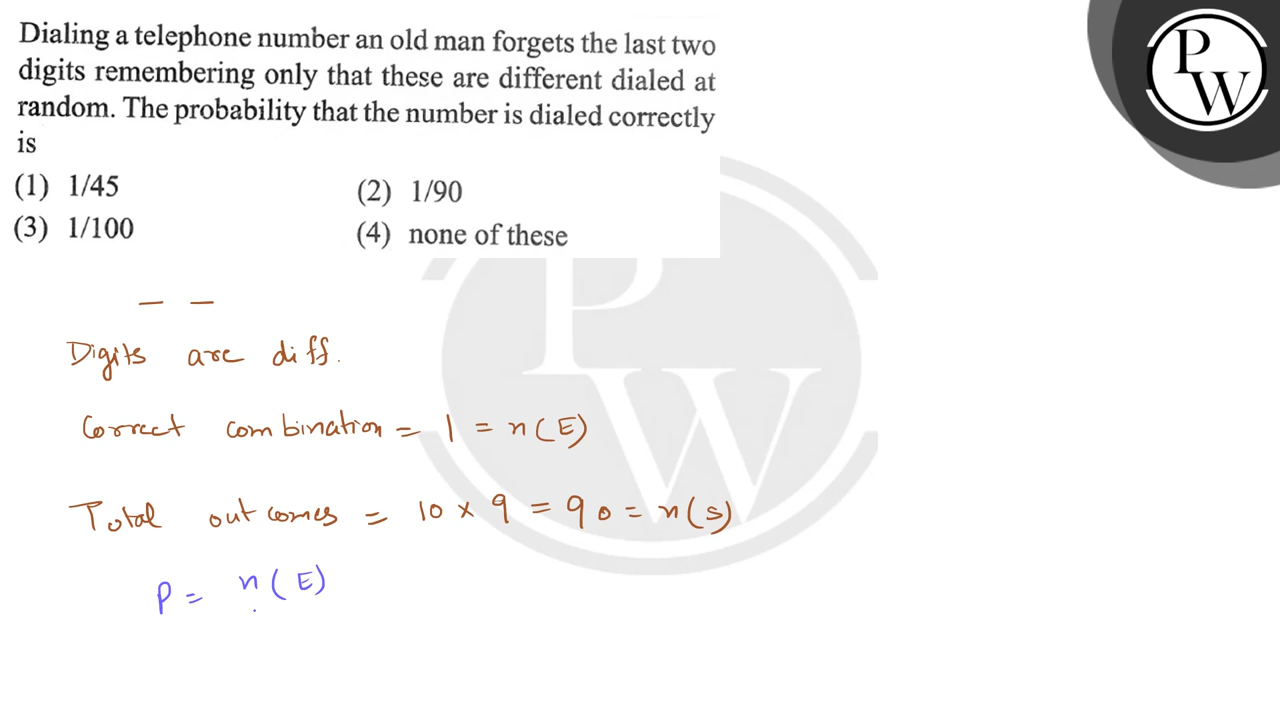 Dialing a telephone number an old man forgets the last two
digits remembering only that these are different dialed at
random. The probability that the number is dialed correctly
is
(1) 1/45 (2) 1/90
(3) 1/100 (4) none of these
P
W
P
W
_ _
Digits are diff.
Correct combination = 1 = n(E)
Total outcomes = 10 × 9 = 90 = n(s)
P = n(E)